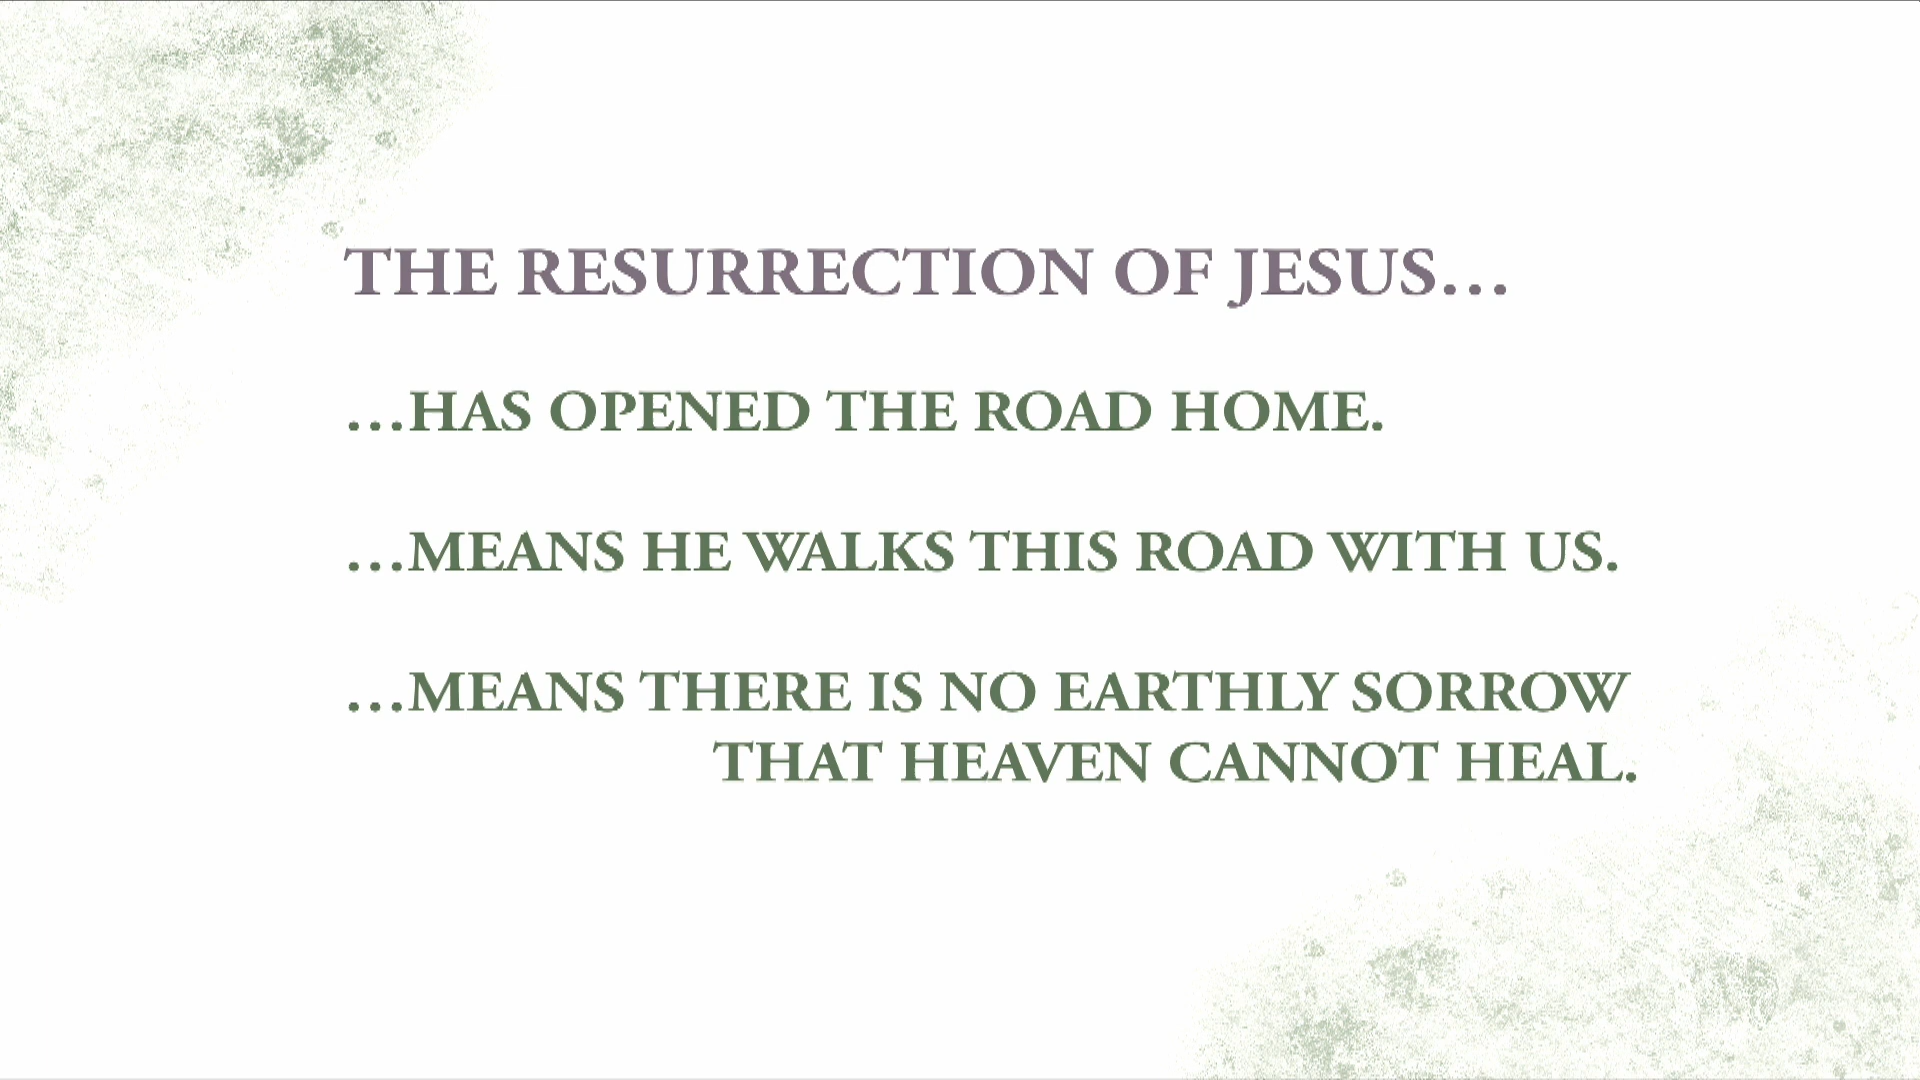 THE RESURRECTION OF JESUS…
…HAS OPENED THE ROAD HOME.
…MEANS HE WALKS THIS ROAD WITH US.
…MEANS THERE IS NO EARTHLY SORROW
THAT HEAVEN CANNOT HEAL.